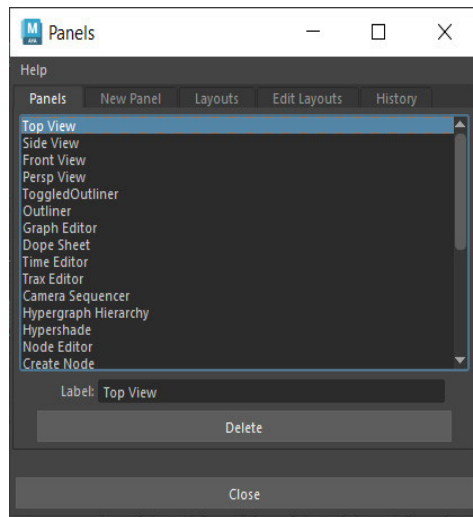 M
Panels
Help
Panels New Panel Layouts Edit Layouts History
Top View
Side View
Front View
Persp View
ToggledOutliner
Outliner
Graph Editor
Dope Sheet
Time Editor
Trax Editor
Camera Sequencer
Hypergraph Hierarchy
Hypershade
Node Editor
Create Node
Label: Top View
Delete
Close